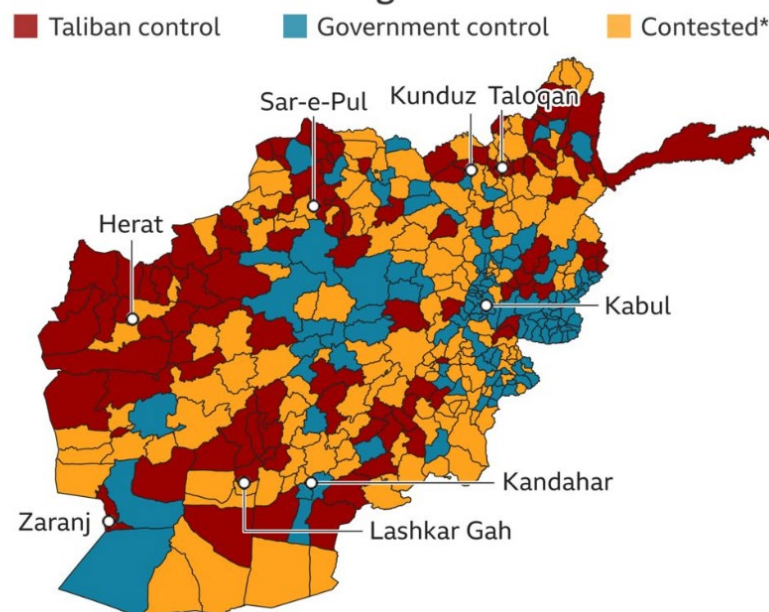 Taliban control
Government control
Contested*
Sar-e-Pul
Kunduz
Taloqan
Herat
Kabul
Kandahar
Zaranj
Lashkar Gah